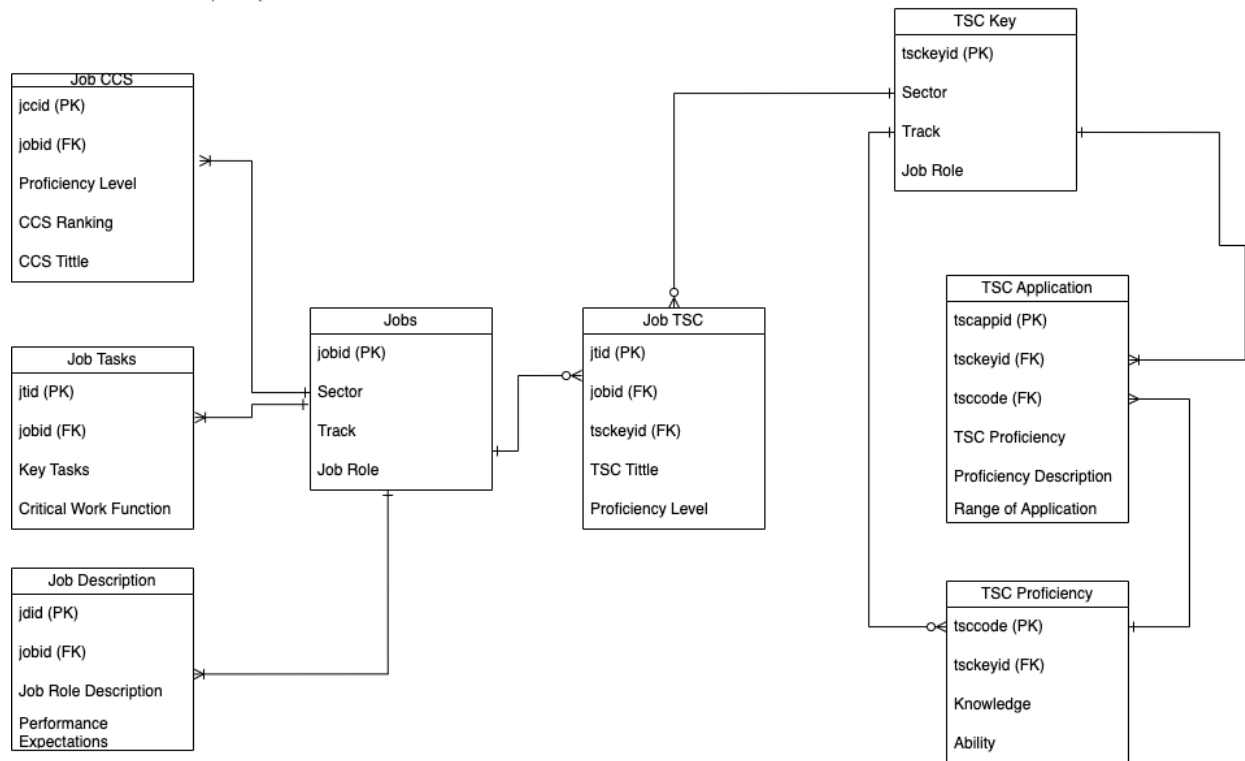 Job CCS
jccid (PK)
jobid (FK)
Proficiency Level
CCS Ranking
CCS Tittle
Job Tasks
jtid (PK)
jobid (FK)
Key Tasks
Critical Work Function
Job Description
jdid (PK)
jobid (FK)
Job Role Description
Performance
Expectations
Jobs
jobid (PK)
Sector
Track
Job Role
Job TSC
jtid (PK)
jobid (FK)
tsckeyid (FK)
TSC Tittle
Proficiency Level
TSC Key
tsckeyid (PK)
Sector
Track
Job Role
TSC Application
tscappid (PK)
tsckeyid (FK)
tsccode (FK)
TSC Proficiency
Proficiency Description
Range of Application
TSC Proficiency
tsccode (PK)
tsckeyid (FK)
Knowledge
Ability